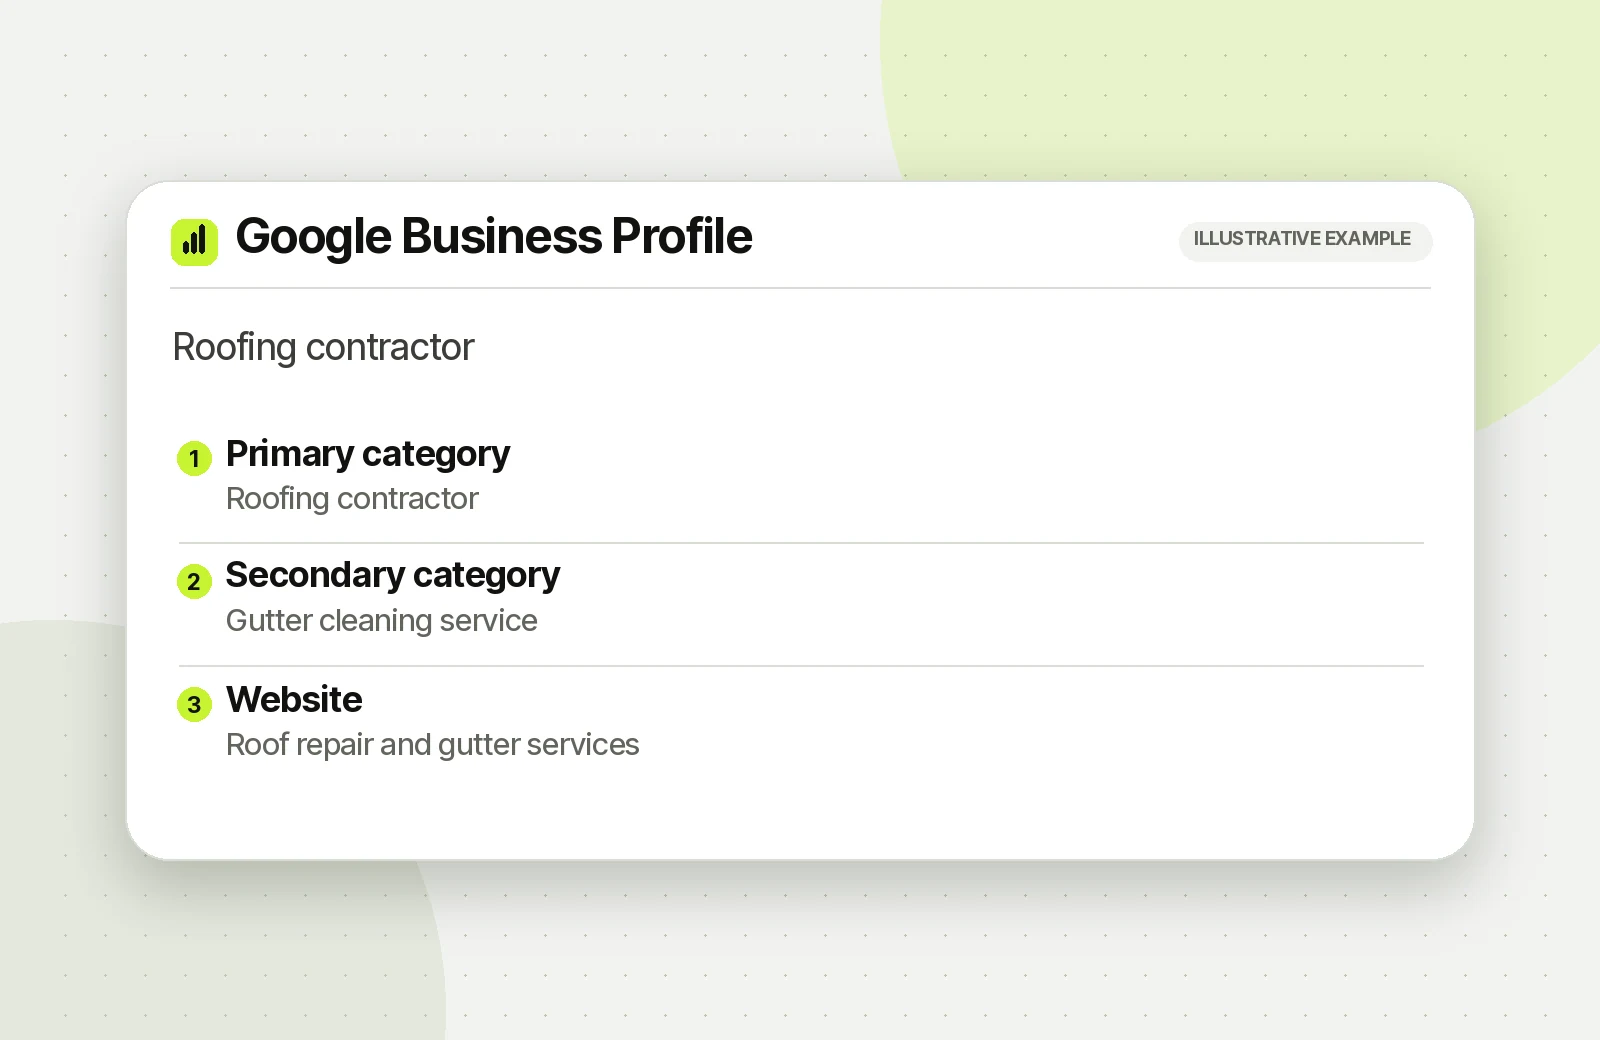 Google Business Profile
ILLUSTRATIVE EXAMPLE
Roofing contractor
1 Primary category
Roofing contractor
2 Secondary category
Gutter cleaning service
3 Website
Roof repair and gutter services